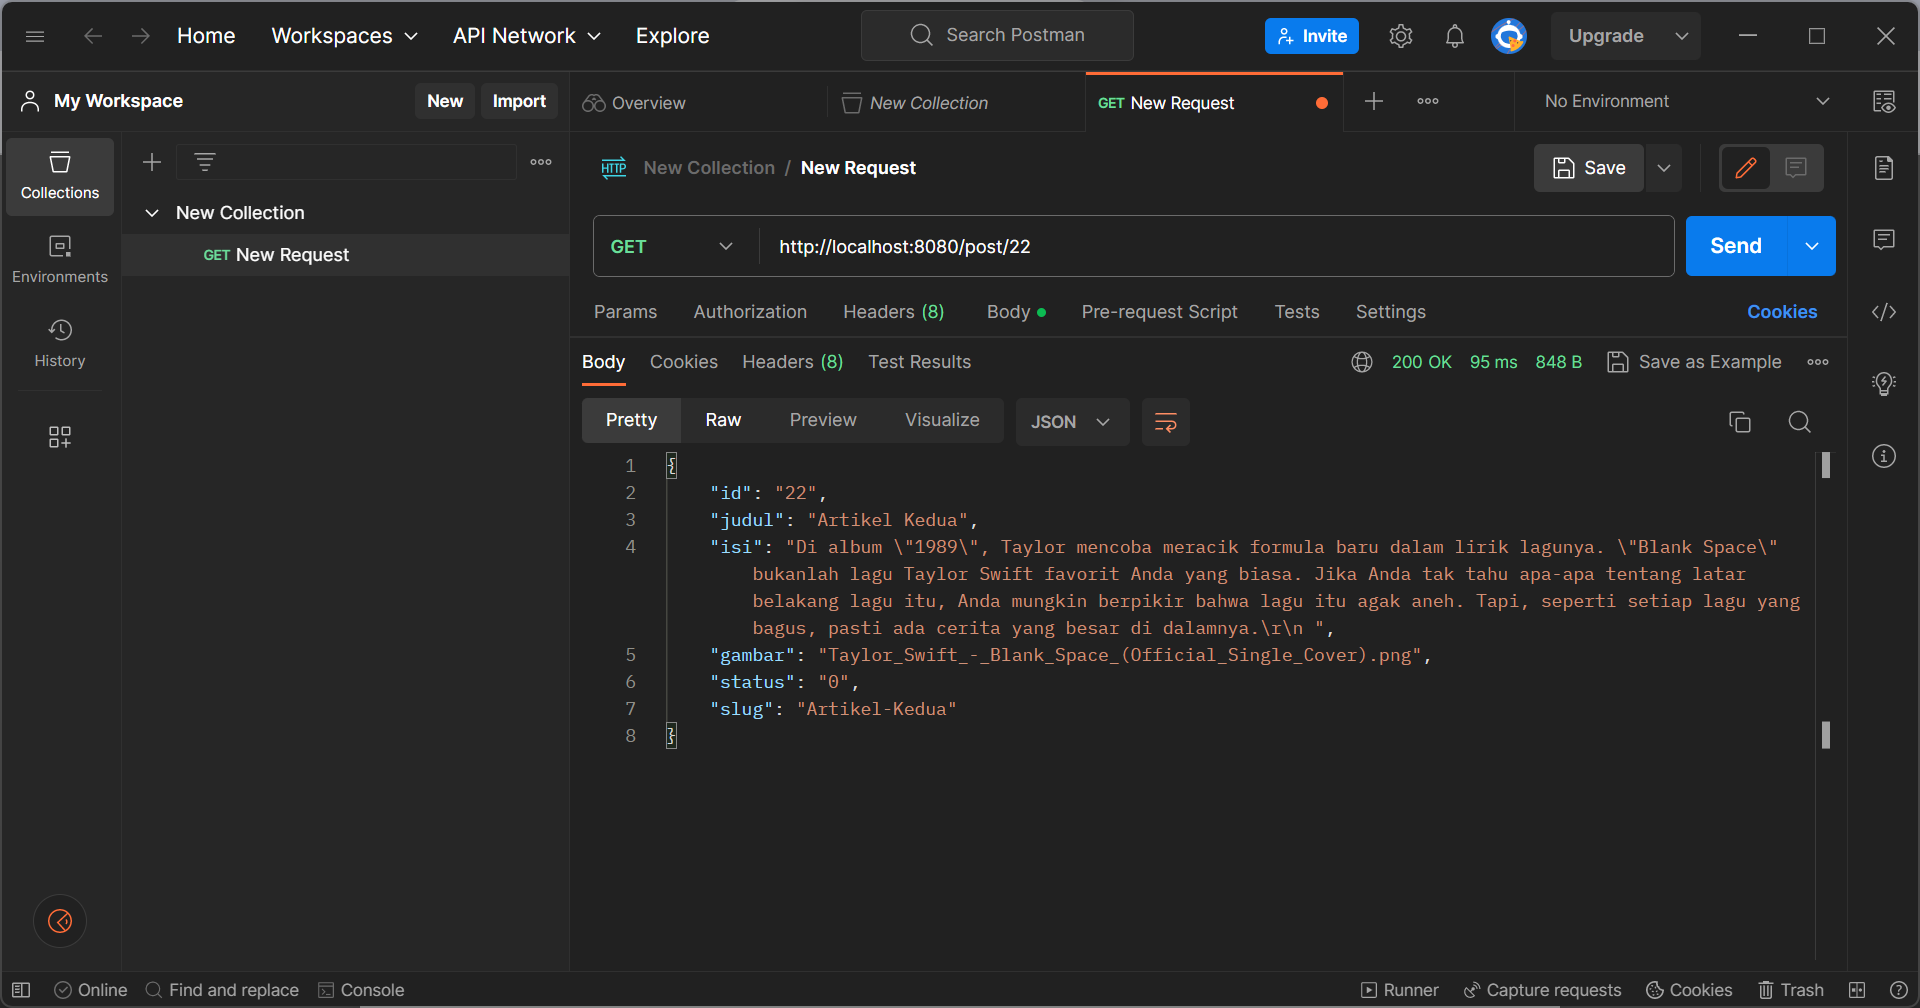 Home Workspaces API Network Explore Search Postman Invite Upgrade
My Workspace New Import Overview New Collection GET New Request No Environment
Collections
Environments
History
New Collection
GET New Request
HTTP New Collection / New Request Save
GET http://localhost:8080/post/22 Send
Params Authorization Headers (8) Body Pre-request Script Tests Settings Cookies
Body Cookies Headers (8) Test Results 200 OK 95 ms 848 B Save as Example
Pretty Raw Preview Visualize JSON
1 {
2 "id": "22",
3 "judul": "Artikel Kedua",
4 "isi": "Di album \"1989\", Taylor mencoba meracik formula baru dalam lirik lagunya. \"Blank Space\"
bukanlah lagu Taylor Swift favorit Anda yang biasa. Jika Anda tak tahu apa-apa tentang latar
belakang lagu itu, Anda mungkin berpikir bahwa lagu itu agak aneh. Tapi, seperti setiap lagu yang
bagus, pasti ada cerita yang besar di dalamnya.\r\n ",
5 "gambar": "Taylor_Swift_-_Blank_Space_(Official_Single_Cover).png",
6 "status": "0",
7 "slug": "Artikel-Kedua"
8 }
Online Find and replace Console Runner Capture requests Cookies Trash